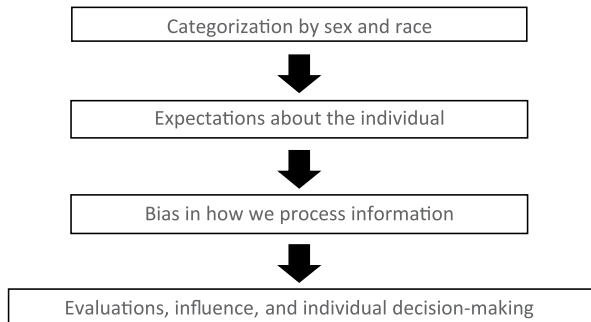 Categorization by sex and race
Expectations about the individual
Bias in how we process information
Evaluations, influence, and individual decision-making